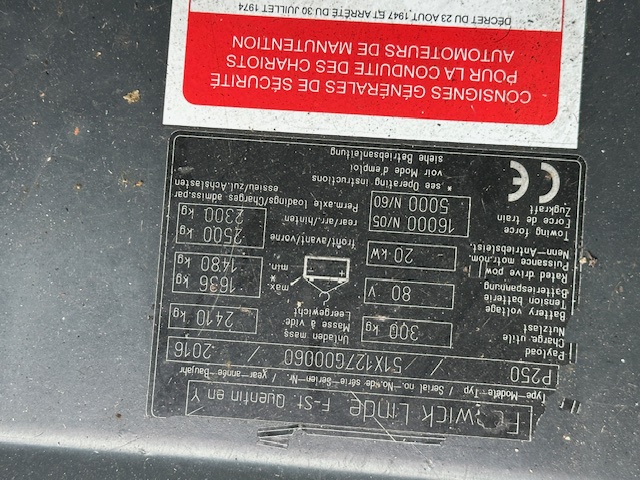 F  wick Linde F-St. Quentin en Y
Type-Modèle-Typ / Serial no.-No. de série-Serien-Nr. / year-année-Baujahr
P250 / 51X127G00060 / 2016
Payload
Charge utile
Nutzlast
300 kg
Unladen mass
Masse à vide
Leergewicht
2410 kg
Battery voltage
Tension batterie
Batteriespannung
80 V
max.
*
1636 kg
min.
1480 kg
Rated drive pow.
Puissance motr.nom.
Nenn-Antriebsleist.
20 kW
front/avant/vorne
2500 kg
rear/arr./hinten
2300 kg
Towing force
Force de train
Zugkraft
16000 N/05
5000 N/60
Perm.axle loadings/Charges admiss.par
essieu/zul.Achslasten
CE
*. see Operating instructions
voir Mode d'emploi
siehe Betriebsanleitung
CONSIGNES GÉNÉRALES DE SÉCURITÉ
POUR LA CONDUITE DES CHARIOTS
AUTOMOTEURS DE MANUTENTION
DÉCRET DU 23 AOUT 1947 ET ARRÊTÉ DU 30 JUILLET 1974